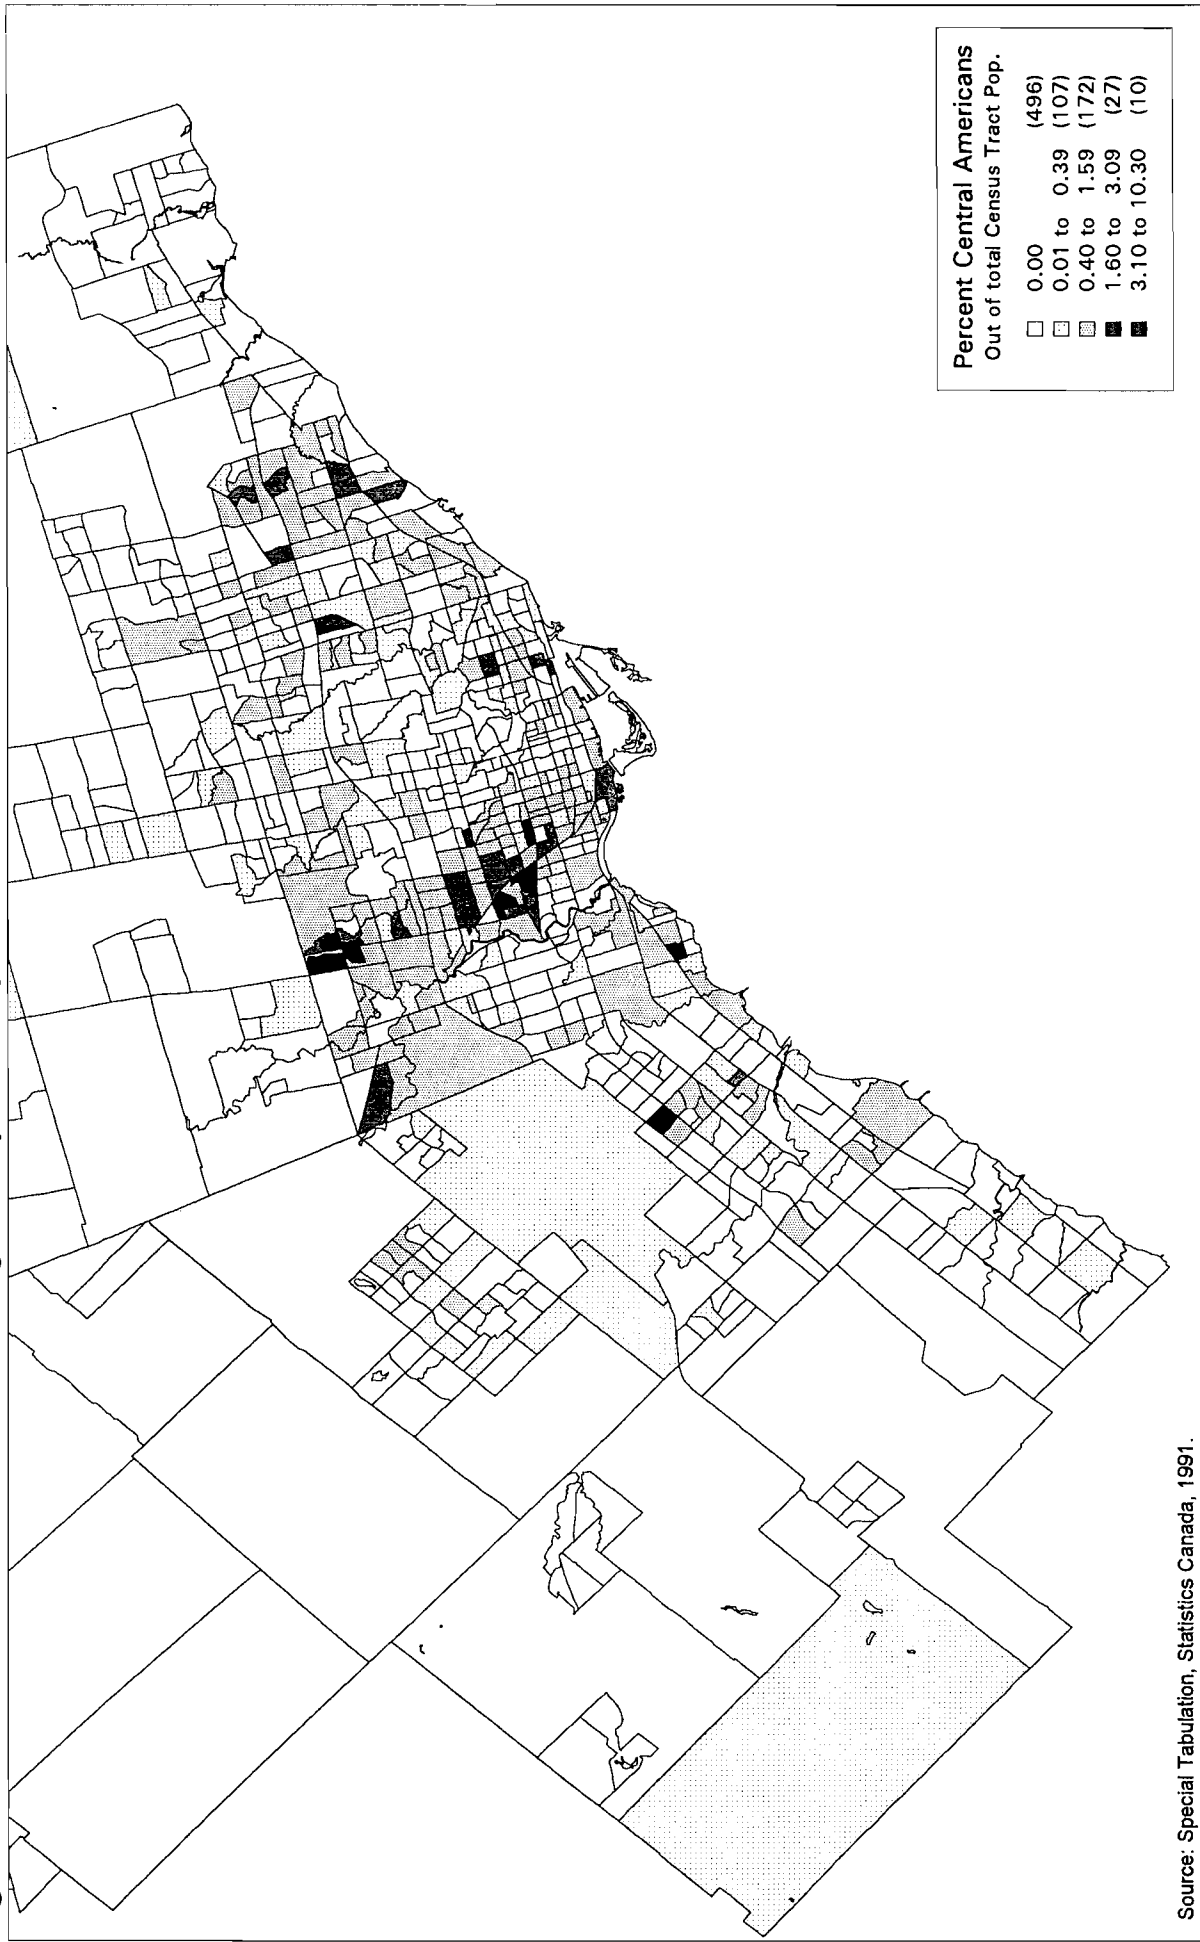 Percent Central Americans
Out of total Census Tract Pop.
0.00 (496)
0.01 to 0.39 (107)
0.40 to 1.59 (172)
1.60 to 3.09 (27)
3.10 to 10.30 (10)
Source: Special Tabulation, Statistics Canada, 1991.